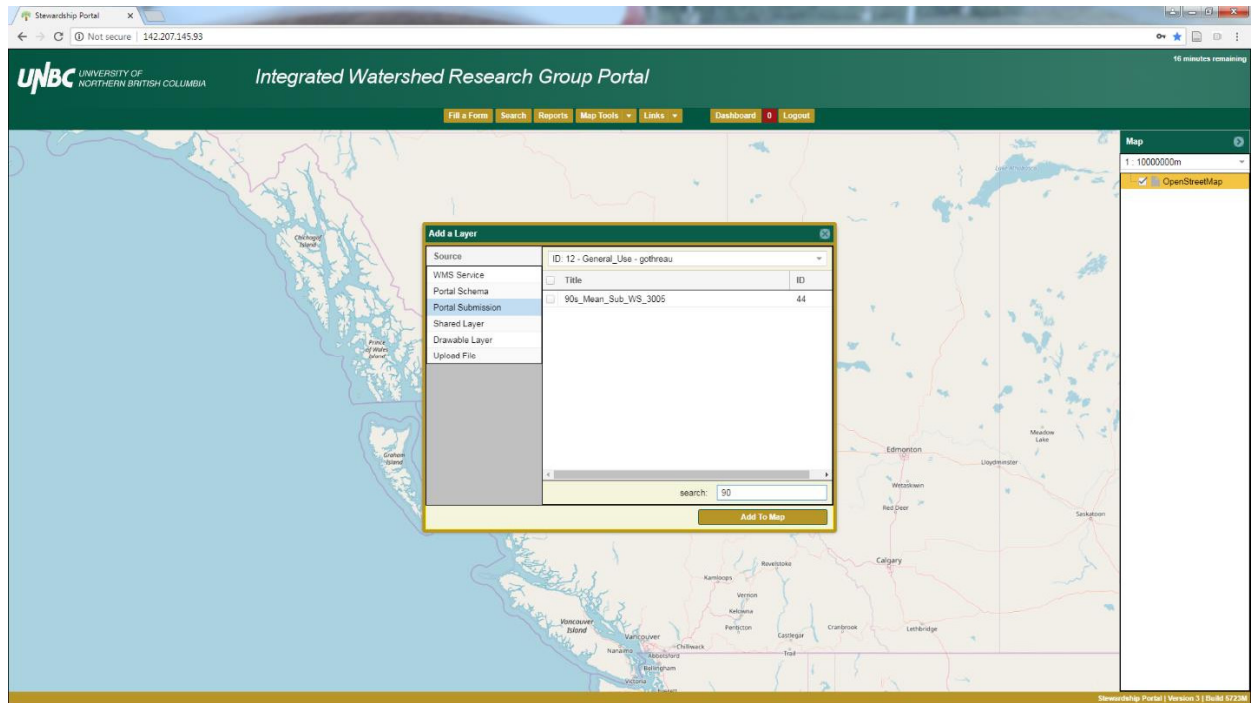 Stewardship Portal
Not secure | 142.207.145.93
16 minutes remaining
UNBC UNIVERSITY OF NORTHERN BRITISH COLUMBIA
Integrated Watershed Research Group Portal
Fill a Form Search Reports Map Tools Links Dashboard 0 Logout
Map
1 : 10000000m
OpenStreetMap
Chichagof Island
Prince of Wales Island
Graham Island
Add a Layer
Source
WMS Service
Portal Schema
Portal Submission
Shared Layer
Drawable Layer
Upload File
ID: 12 - General_Use - gothreau
Title ID
90s_Mean_Sub_WS_3005 44
search: 90
Add To Map
Meadow Lake
Edmonton
Lloydminster
Wetaskiwin
Red Deer
Saskatoon
Calgary
Revelstoke
Kamloops
Vernon
Kelowna
Penticton
Castlegar
Cranbrook
Lethbridge
Trail
Vancouver Island
Vancouver
Chilliwack
Nanaimo
Abbotsford
Bellingham
Victoria
Everett
Stewardship Portal | Version 3 | Build 5723M